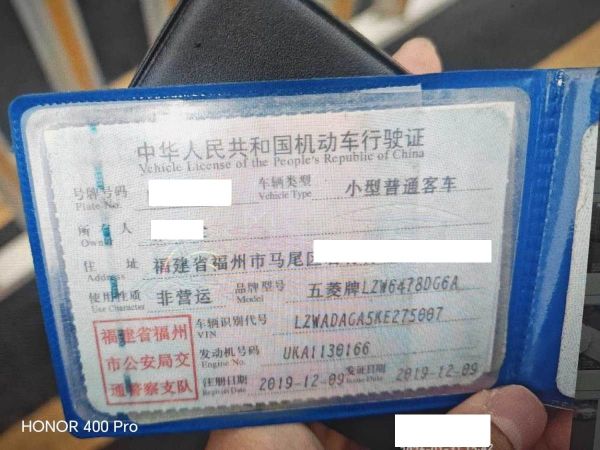 中华人民共和国机动车行驶证
Vehicle License of the People's Republic of China
号牌号码 车辆类型 小型普通客车
Plate No. Vehicle Type
所有人
Owner
住址 福建省福州市马尾区
Address
使用性质 非营运 品牌型号 五菱牌LZW6478DG6A
Use Character Model
福建省福州
市公安局交
通警察支队
车辆识别代号 LZWADAGA5KE275007
VIN
发动机号码 UKA1130166
Engine No.
注册日期 2019-12-09 发证日期 2019-12-09
Register Date Issue Date
HONOR 400 Pro